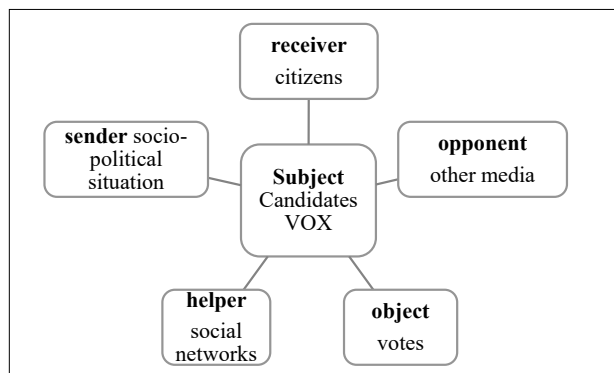 receiver
citizens
sender socio-
political
situation
opponent
other media
Subject
Candidates
VOX
helper
social
networks
object
votes